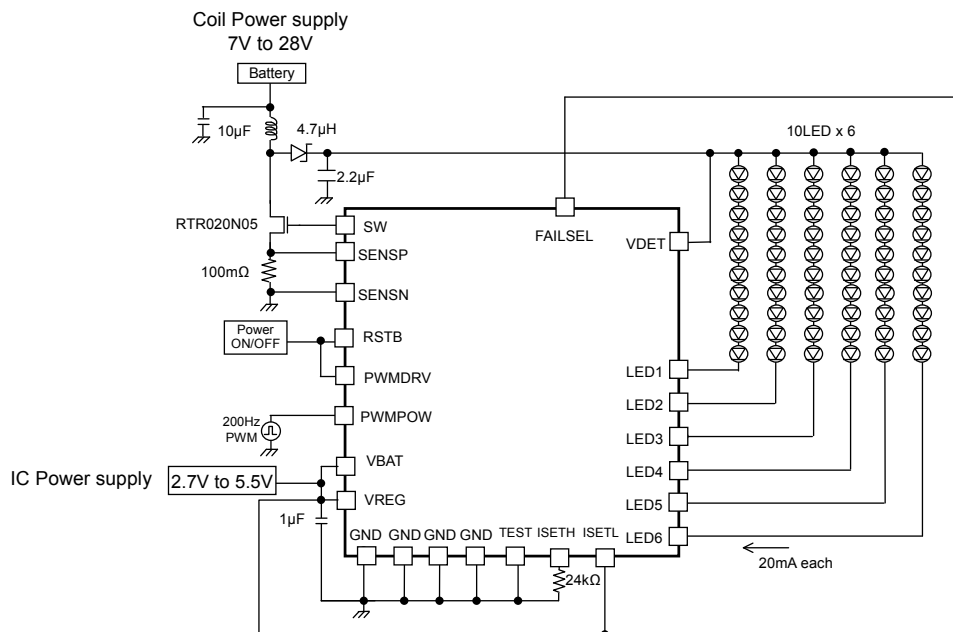 Coil Power supply
7V to 28V
Battery
10µF
4.7µH
2.2µF
10LED x 6
RTR020N05
SW
FAILSEL
VDET
SENSP
100mΩ
SENSN
Power
ON/OFF
RSTB
PWMDRV
LED1
LED2
200Hz
PWM
PWMPOW
LED3
VBAT
LED4
IC Power supply
2.7V to 5.5V
VREG
LED5
1µF
GND
GND
GND
GND
TEST
ISETH
ISETL
LED6
24kΩ
20mA each